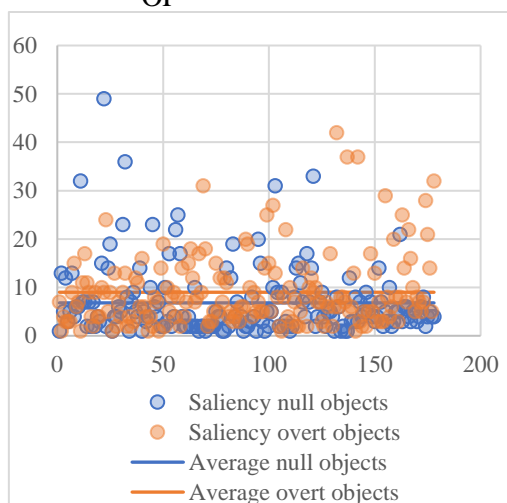 60
50
40
30
20
10
0
0 50 100 150 200
Saliency null objects
Saliency overt objects
Average null objects
Average overt objects